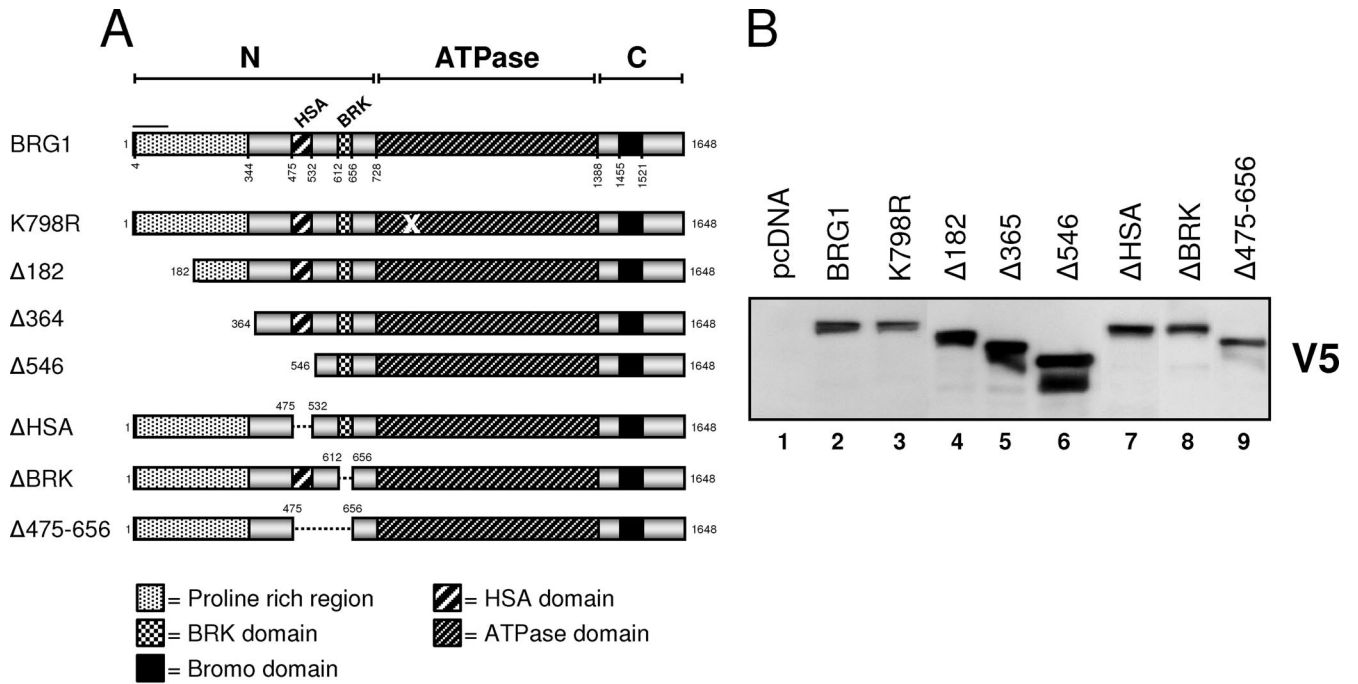 A
N ATPase C
HSA BRK
BRG1 1 1648
4 344 475 532 612 656 728 1388 1455 1521
K798R 1 X 1648
Δ182 182 1648
Δ364 364 1648
Δ546 546 1648
475 532
ΔHSA 1 1648
612 656
ΔBRK 1 1648
475 656
Δ475-656 1 1648
= Proline rich region
= BRK domain
= Bromo domain
= HSA domain
= ATPase domain
B
pcDNA BRG1 K798R Δ182 Δ365 Δ546 ΔHSA ΔBRK Δ475-656
V5
1 2 3 4 5 6 7 8 9